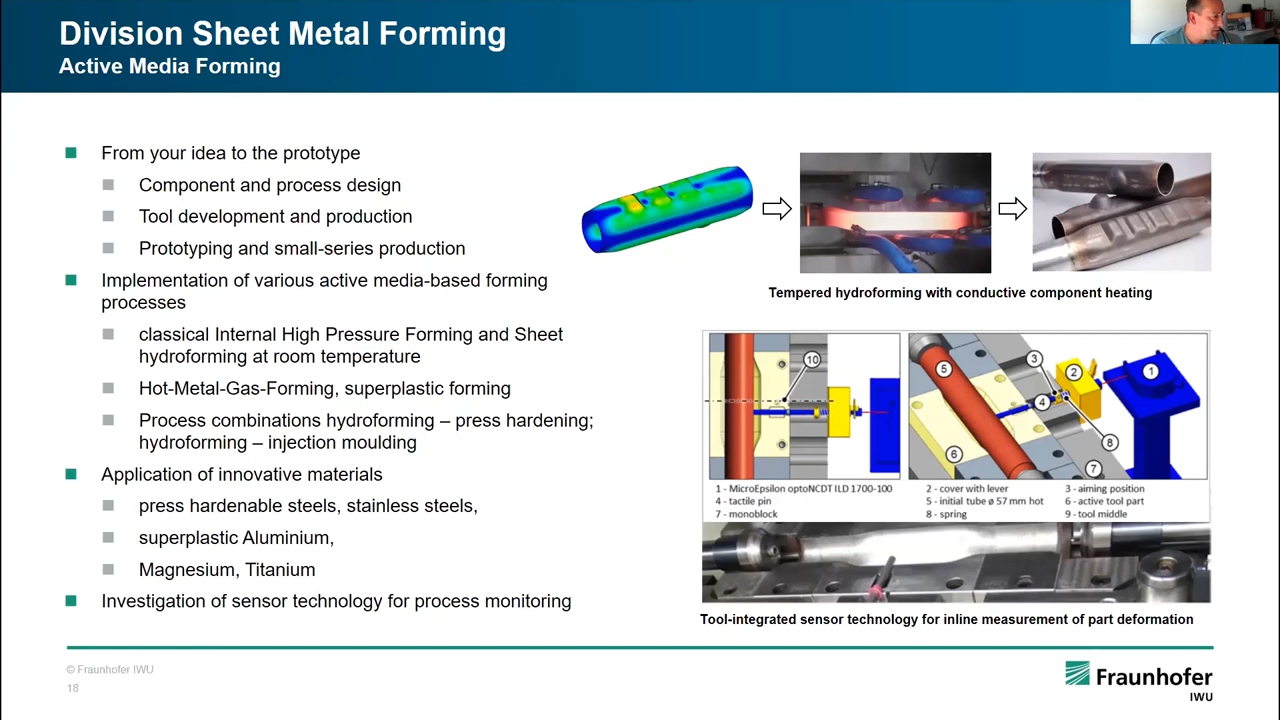 Division Sheet Metal Forming
Active Media Forming
From your idea to the prototype
Component and process design
Tool development and production
Prototyping and small-series production
Implementation of various active media-based forming
processes
classical Internal High Pressure Forming and Sheet
hydroforming at room temperature
Hot-Metal-Gas-Forming, superplastic forming
Process combinations hydroforming – press hardening;
hydroforming – injection moulding
Application of innovative materials
press hardenable steels, stainless steels,
superplastic Aluminium,
Magnesium, Titanium
Investigation of sensor technology for process monitoring
Tempered hydroforming with conductive component heating
10
5
3
2
1
4
8
6
7
1 - MicroEpsilon optoNCDT ILD 1700-100 2 - cover with lever 3 - aiming position
4 - tactile pin 5 - initial tube ø 57 mm hot 6 - active tool part
7 - monoblock 8 - spring 9 - tool middle
Tool-integrated sensor technology for inline measurement of part deformation
© Fraunhofer IWU
18
Fraunhofer
IWU